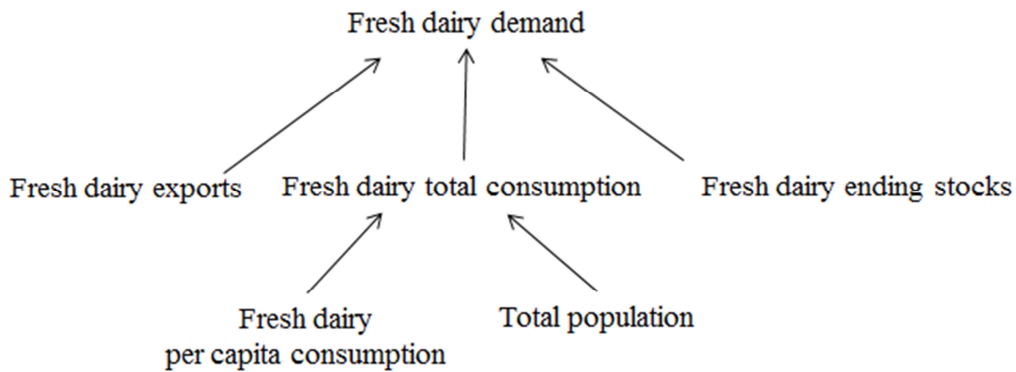 Fresh dairy demand
Fresh dairy exports
Fresh dairy total consumption
Fresh dairy ending stocks
Fresh dairy
per capita consumption
Total population